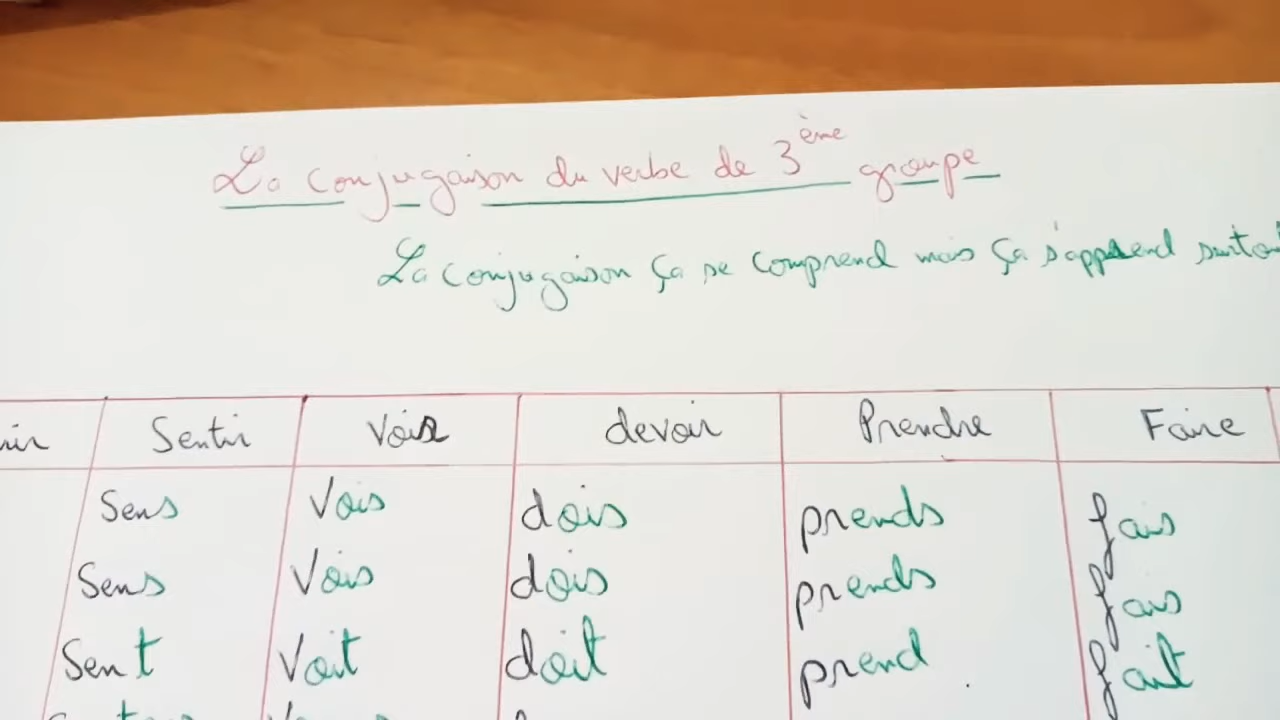 La conjugaison du verbe de 3ème groupe
La conjugaison ça se comprend mais ça s'apprend
Sentir Voir devoir Prendre Faire
Sens Vois dois prends fais
Sens Vois dois prends fais
Sent Voit doit prend fait